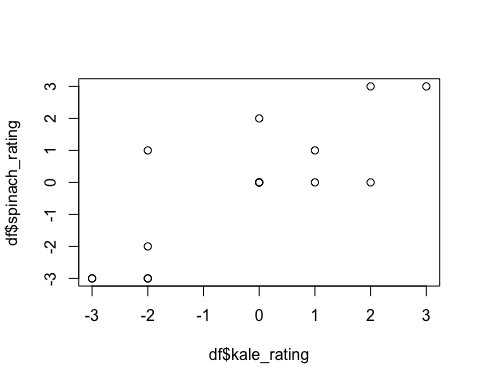 df$spinach_rating
3
2
1
0
-1
-2
-3
-3 -2 -1 0 1 2 3
df$kale_rating